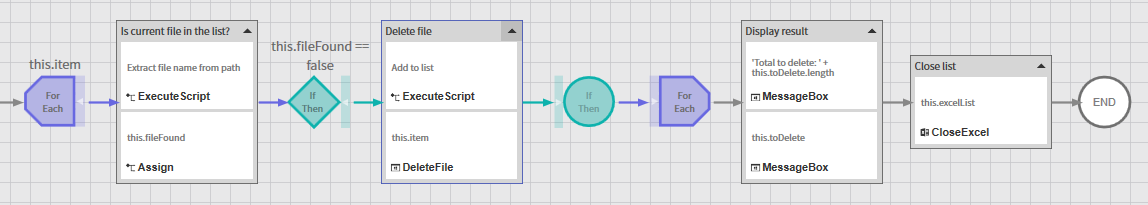 this.item
For
Each
Is current file in the list?
Extract file name from path
ExecuteScript
this.fileFound
Assign
this.fileFound ==
false
If
Then
Delete file
Add to list
ExecuteScript
this.item
DeleteFile
If
Then
For
Each
Display result
'Total to delete: ' +
this.toDelete.length
MessageBox
this.toDelete
MessageBox
Close list
this.excelList
CloseExcel
END